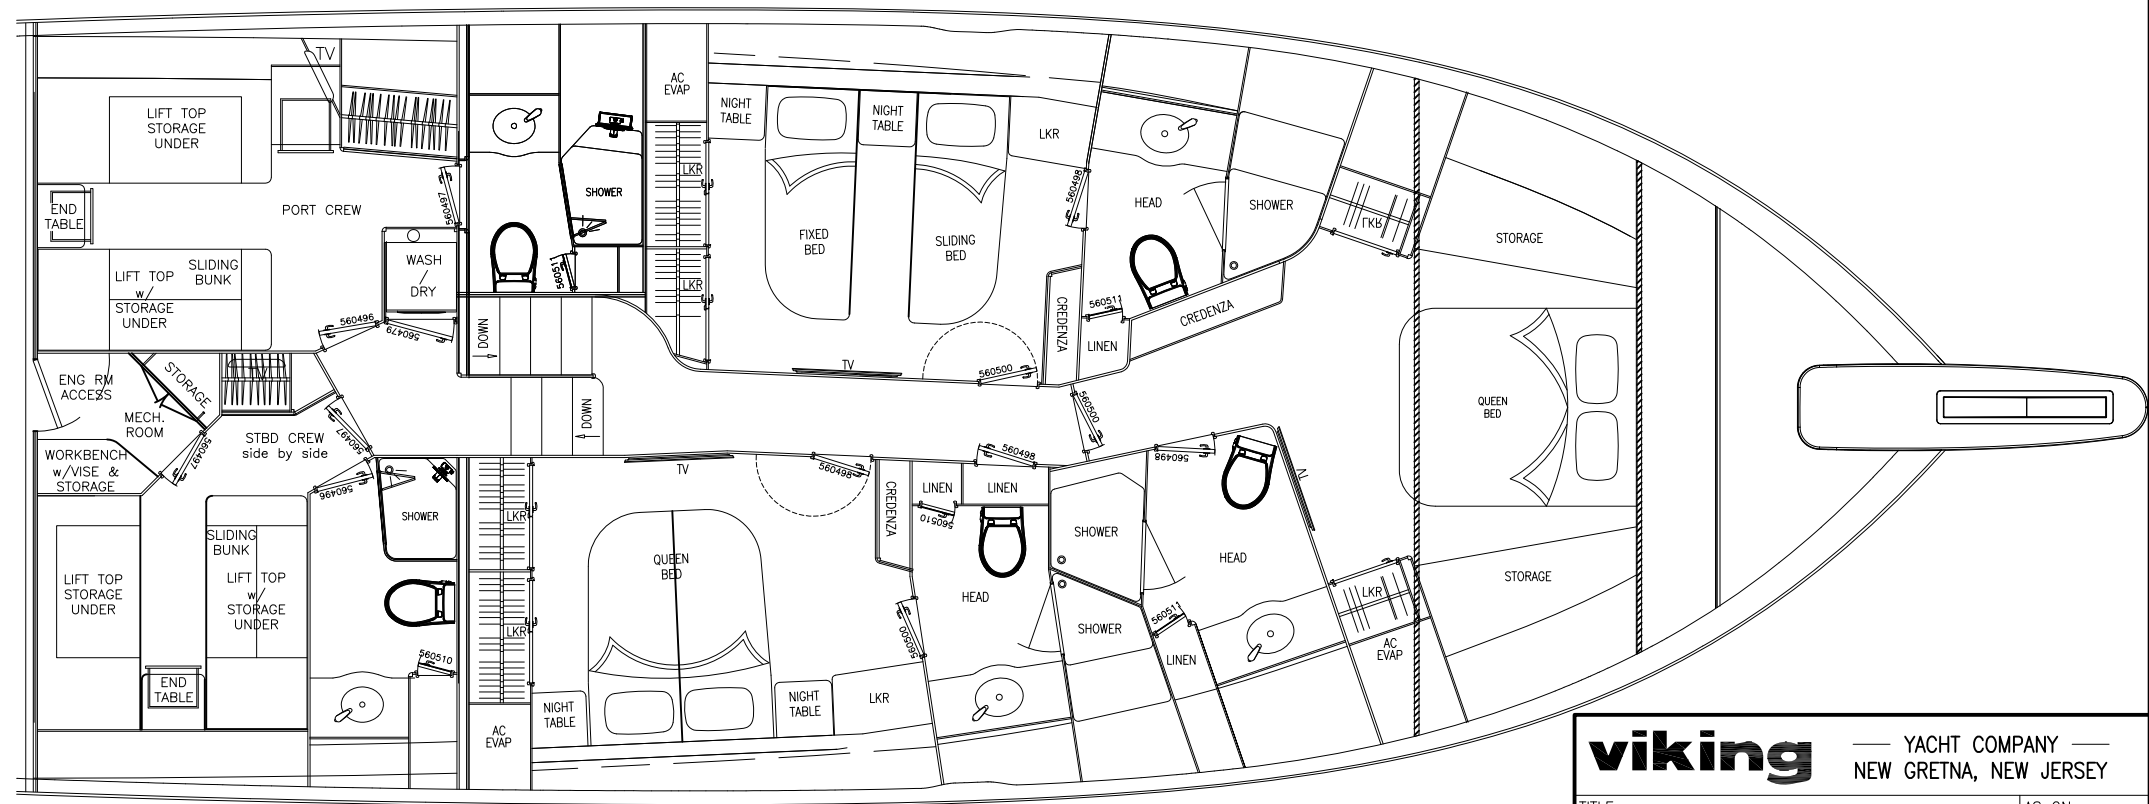 TV
LIFT TOP
STORAGE
UNDER
END
TABLE
PORT CREW
560497
LIFT TOP
w/
STORAGE
UNDER
SLIDING
BUNK
WASH
/
DRY
560496
560479
SHOWER
560511
DOWN
DOWN
AC
EVAP
LKR
LKR
NIGHT
TABLE
NIGHT
TABLE
LKR
FIXED
BED
SLIDING
BED
TV
560500
CREDENZA
560498
HEAD
SHOWER
560511
LINEN
CREDENZA
LKR
STORAGE
QUEEN
BED
STORAGE
560500
ENG RM
ACCESS
STORAGE
TV
MECH.
ROOM
WORKBENCH
w/VISE &
STORAGE
560497
STBD CREW
side by side
560497
560496
LIFT TOP
STORAGE
UNDER
SLIDING
BUNK
LIFT TOP
w/
STORAGE
UNDER
END
TABLE
SHOWER
560510
LKR
LKR
AC
EVAP
TV
560498
QUEEN
BED
NIGHT
TABLE
NIGHT
TABLE
LKR
CREDENZA
LINEN
LINEN
560498
560510
560500
HEAD
SHOWER
SHOWER
560498
TV
HEAD
560511
LINEN
LKR
AC
EVAP
viking
YACHT COMPANY
NEW GRETNA, NEW JERSEY